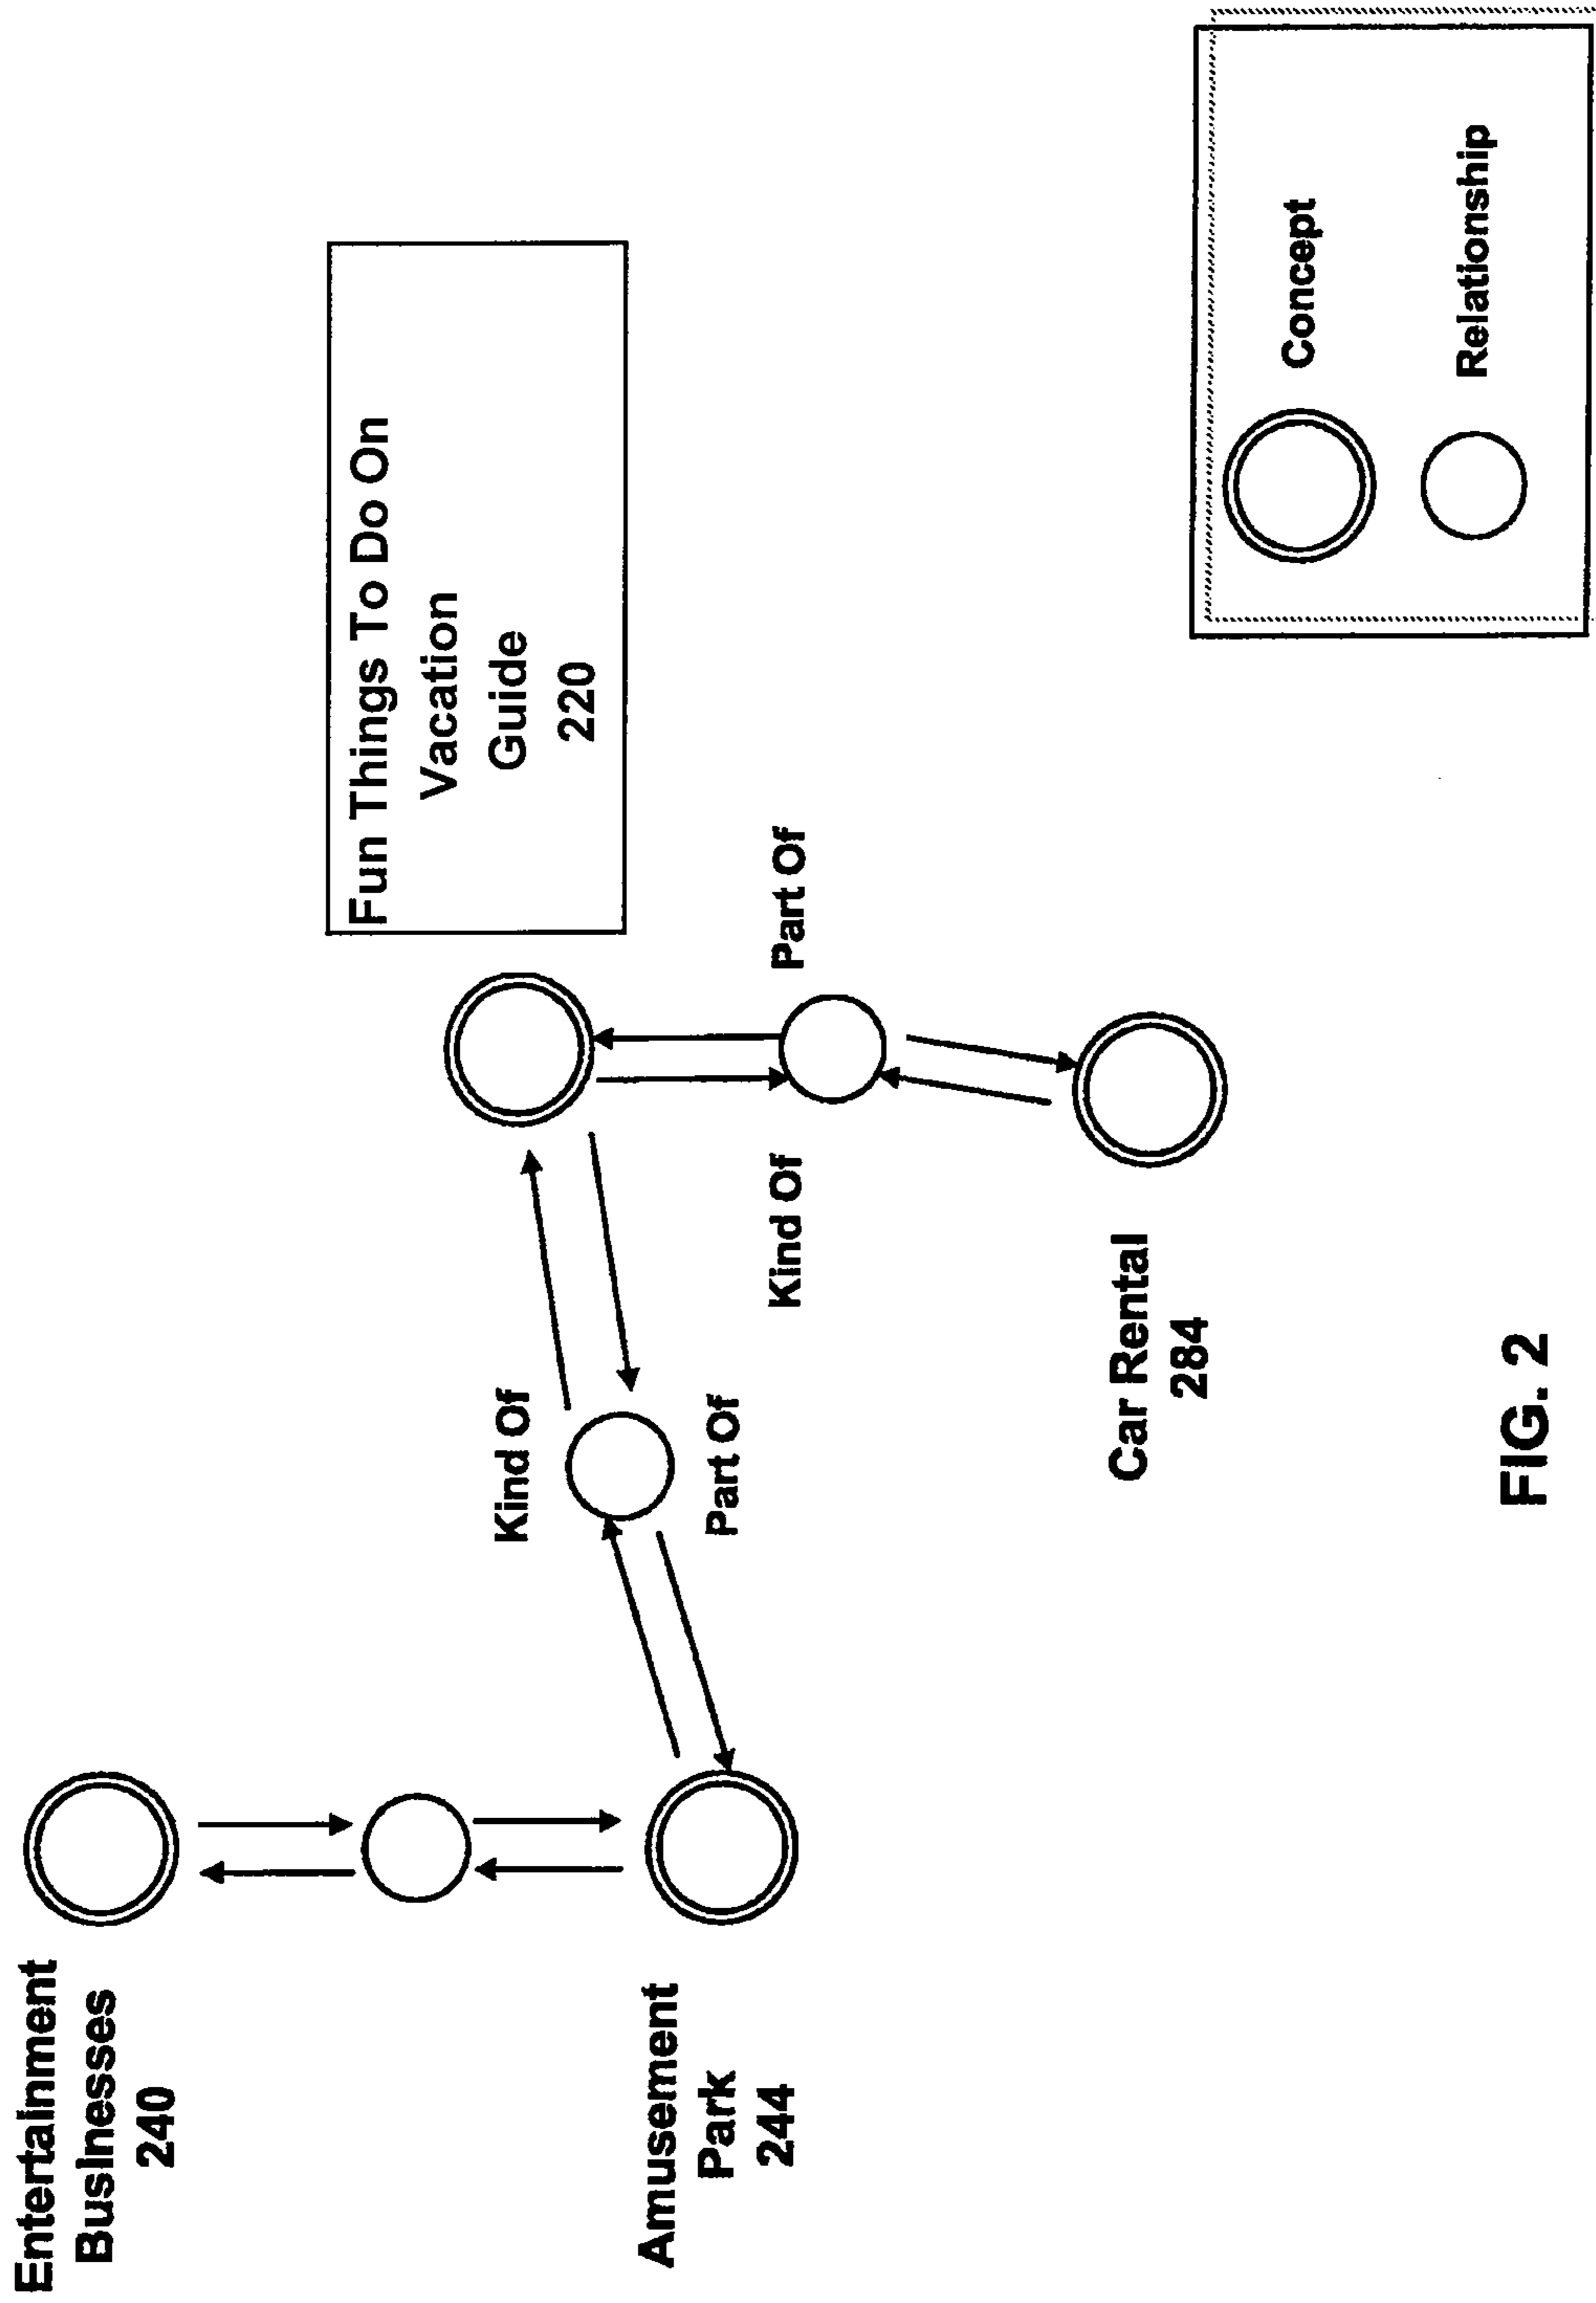 Entertainment
Businesses
240
Amusement
Park
244
Kind Of
Part Of
Fun Things To Do On
Vacation
Guide
220
Kind Of
Part Of
Car Rental
284
Concept
Relationship
FIG. 2